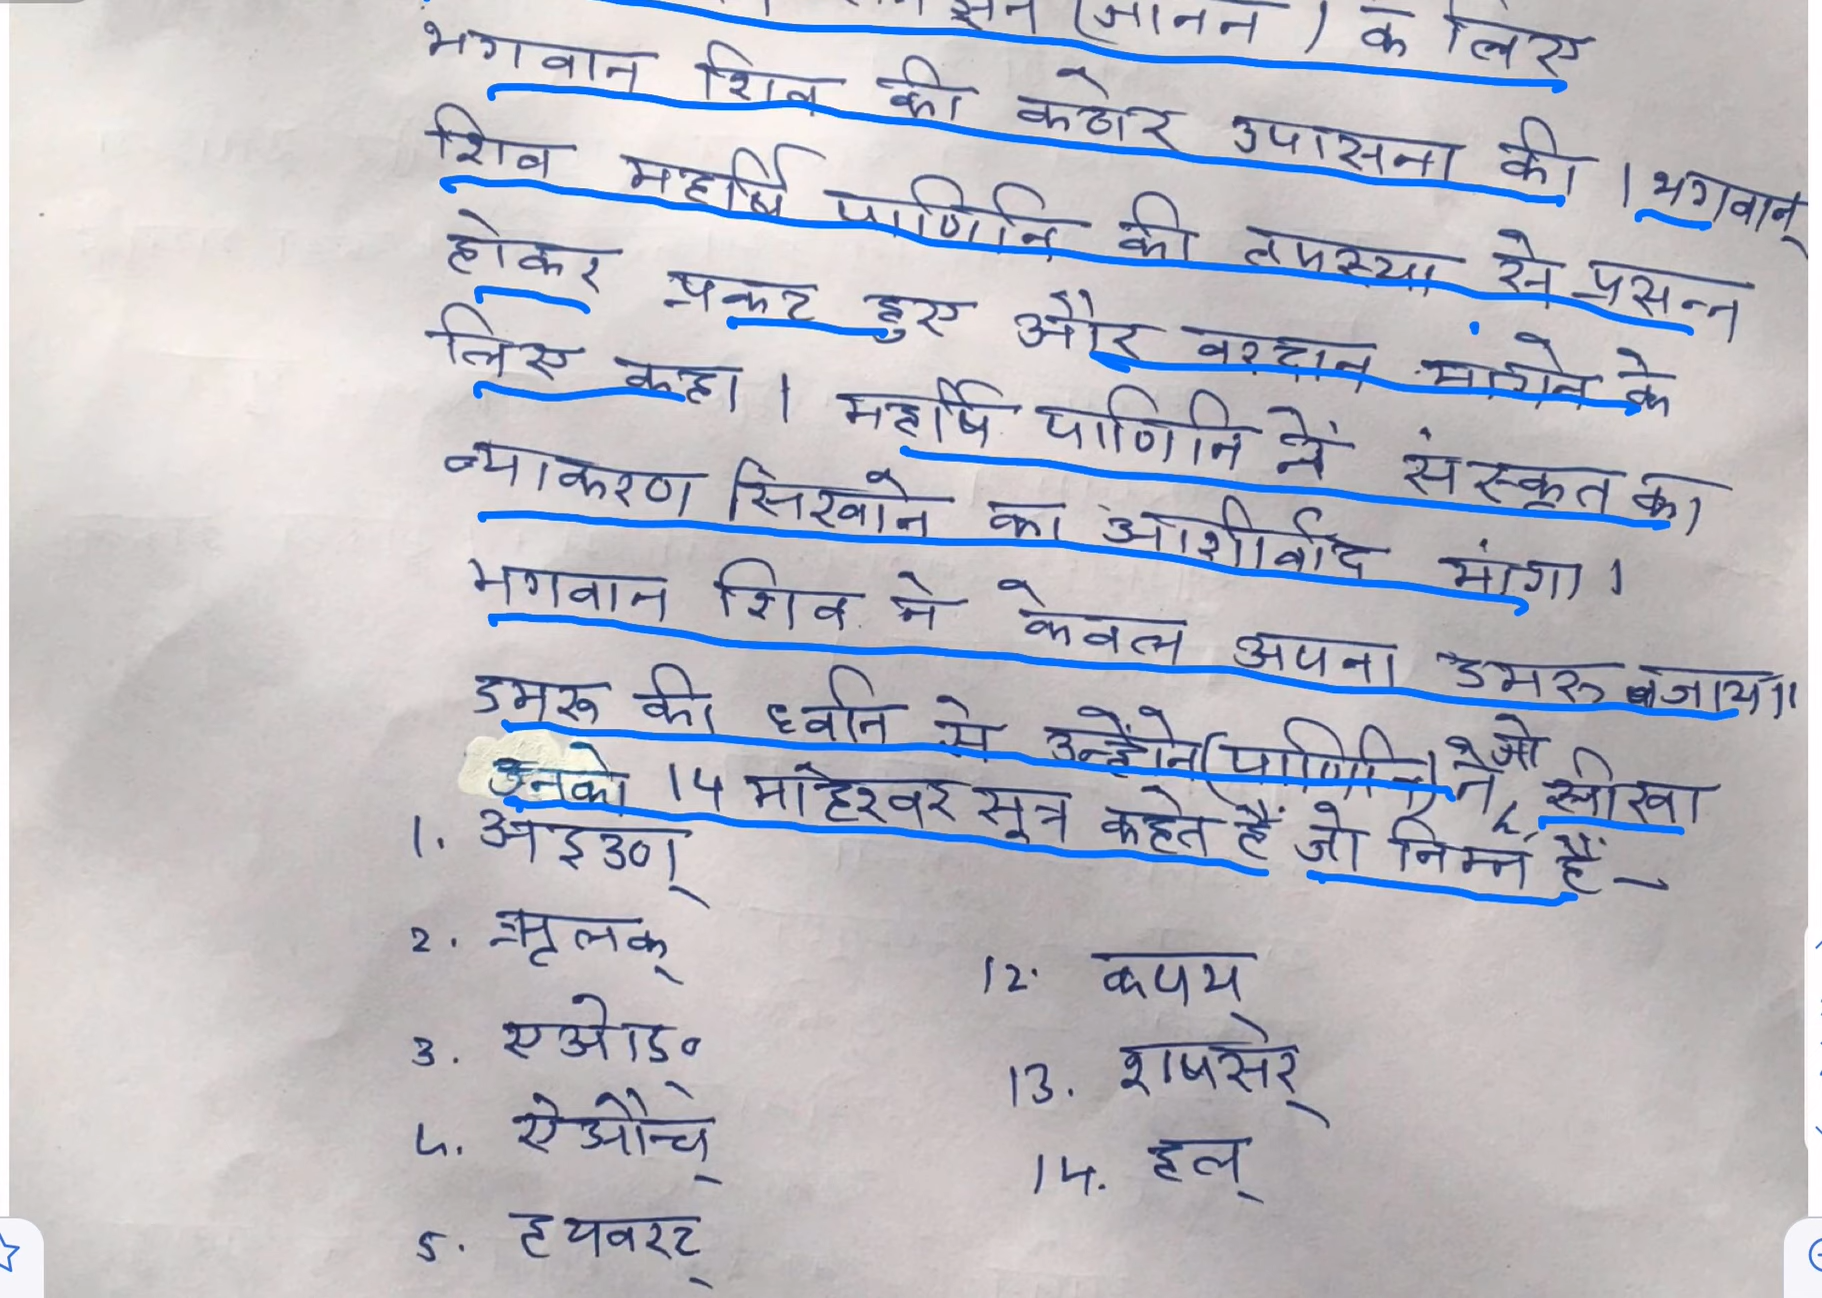 (जानने) के लिए
भगवान शिव की कठोर उपासना की । भगवान्
शिव महर्षि पाणिनि की तपस्या से प्रसन्न
होकर प्रकट हुए और वरदान मांगने के
लिए कहा । महर्षि पाणिनि नें संस्कृत का
व्याकरण सिखाने का आशीर्वाद मांगा ।
भगवान शिव ने केवल अपना डमरू बजाया।
डमरू की ध्वनि से उन्होंने (पाणिनि) ने जो सीखा
उनको 14 माहेश्वर सूत्र कहते हैं जो निम्न हैं –
1. अइउण्
2. ऋलृक्
3. एओङ
4. ऐऔच्
5. हयवरट्
12. कपय्
13. शषसर्
14. हल्